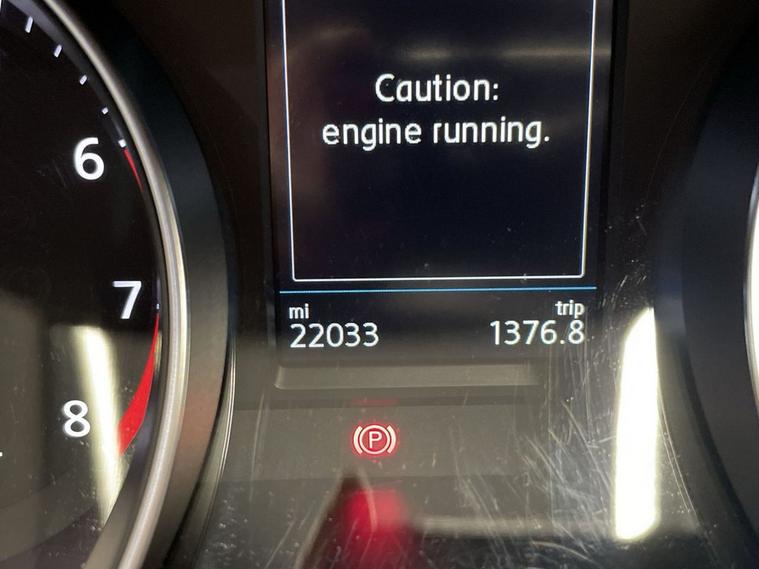 Caution:
engine running.
6
7
8
mi
trip
22033
1376.8
P